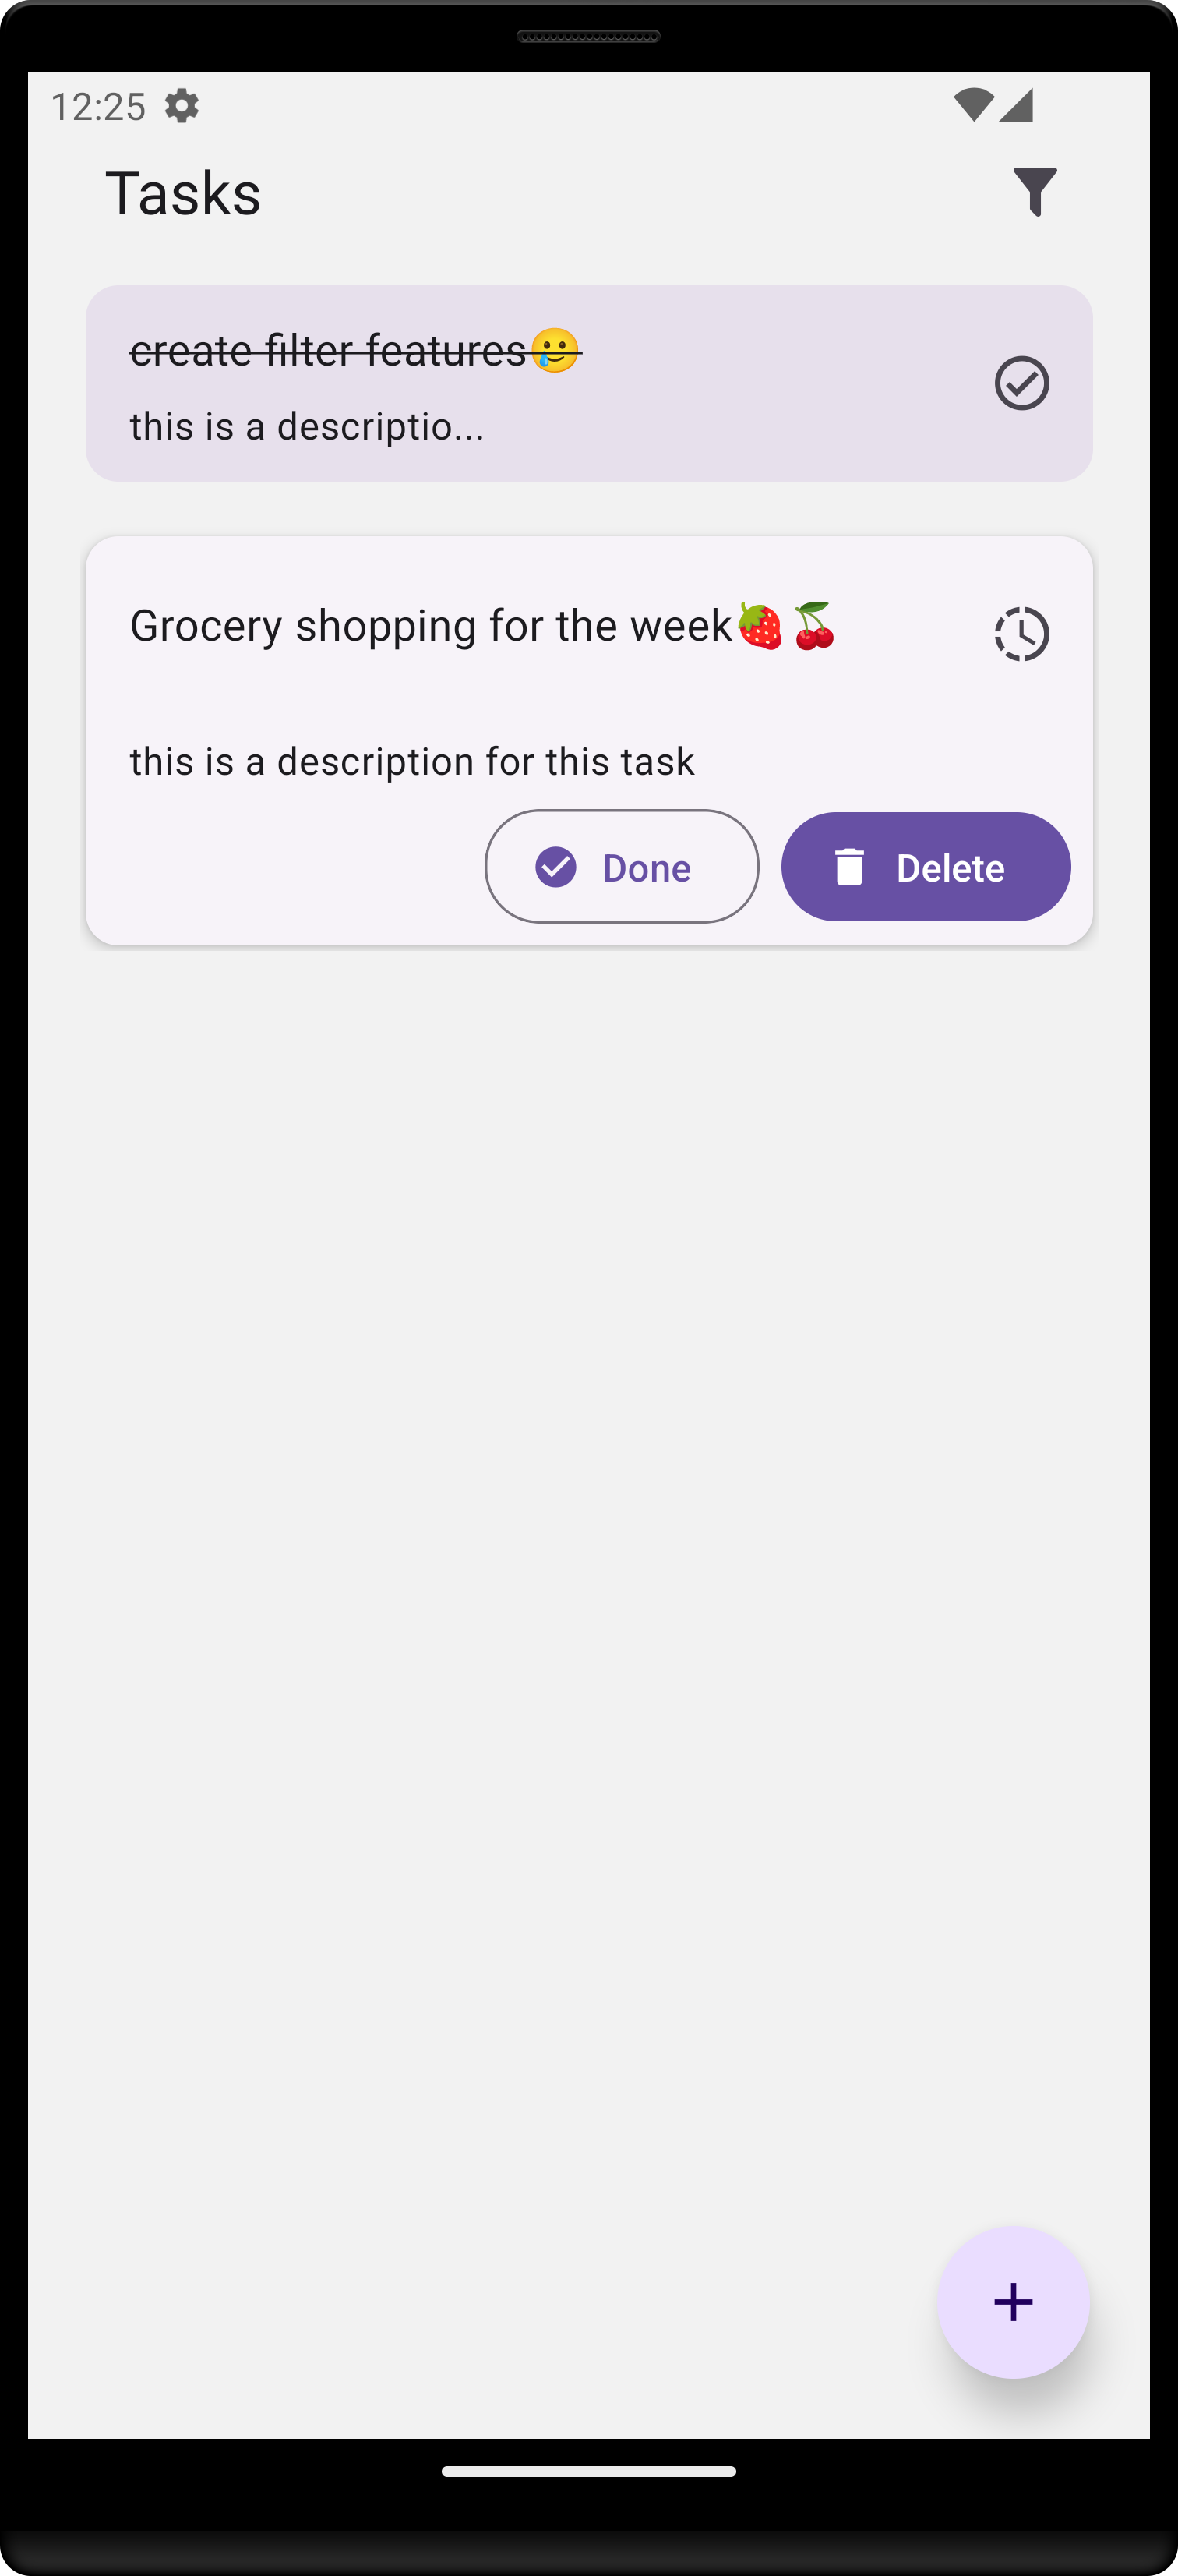 12:25
Tasks
create filter features🥲
this is a descriptio...
Grocery shopping for the week🍓🍒
this is a description for this task
Done
Delete
+